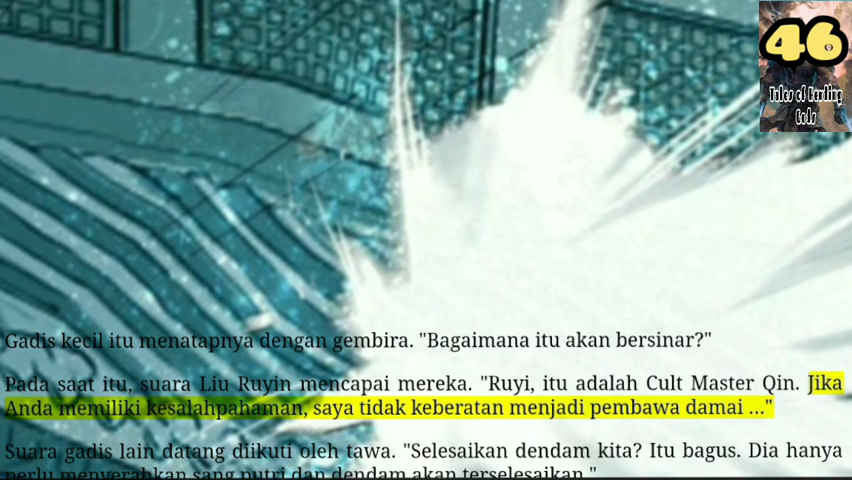 46
Tales of Herding
Gods
Gadis kecil itu menatapnya dengan gembira. "Bagaimana itu akan bersinar?"
Pada saat itu, suara Liu Ruyin mencapai mereka. "Ruyi, itu adalah Cult Master Qin. Jika
Anda memiliki kesalahpahaman, saya tidak keberatan menjadi pembawa damai ..."
Suara gadis lain datang diikuti oleh tawa. "Selesaikan dendam kita? Itu bagus. Dia hanya
perlu menyerahkan sang putri dan dendam akan terselesaikan."